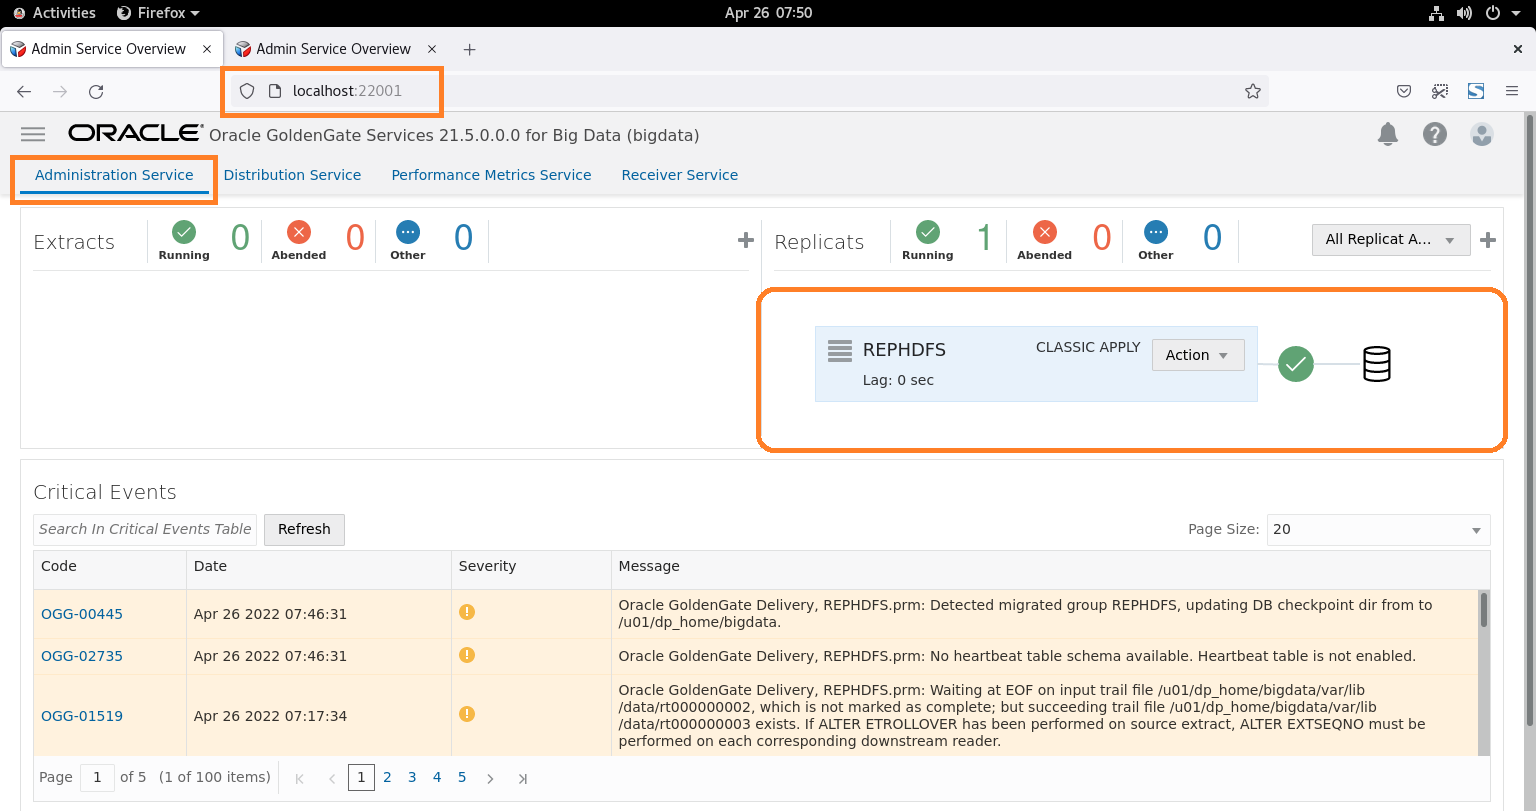 Activities Firefox Apr 26 07:50
Admin Service Overview Admin Service Overview
localhost:22001
ORACLE Oracle GoldenGate Services 21.5.0.0.0 for Big Data (bigdata)
Administration Service Distribution Service Performance Metrics Service Receiver Service
Extracts Running 0 Abended 0 Other 0
Replicats Running 1 Abended 0 Other 0 All Replicat A...
REPHDFS CLASSIC APPLY Action
Lag: 0 sec
Critical Events
Search In Critical Events Table Refresh Page Size: 20
Code Date Severity Message
OGG-00445 Apr 26 2022 07:46:31 Oracle GoldenGate Delivery, REPHDFS.prm: Detected migrated group REPHDFS, updating DB checkpoint dir from to
/u01/dp_home/bigdata.
OGG-02735 Apr 26 2022 07:46:31 Oracle GoldenGate Delivery, REPHDFS.prm: No heartbeat table schema available. Heartbeat table is not enabled.
OGG-01519 Apr 26 2022 07:17:34 Oracle GoldenGate Delivery, REPHDFS.prm: Waiting at EOF on input trail file /u01/dp_home/bigdata/var/lib
/data/rt000000002, which is not marked as complete; but succeeding trail file /u01/dp_home/bigdata/var/lib
/data/rt000000003 exists. If ALTER ETROLLOVER has been performed on source extract, ALTER EXTSEQNO must be
performed on each corresponding downstream reader.
Page 1 of 5 (1 of 100 items) 1 2 3 4 5